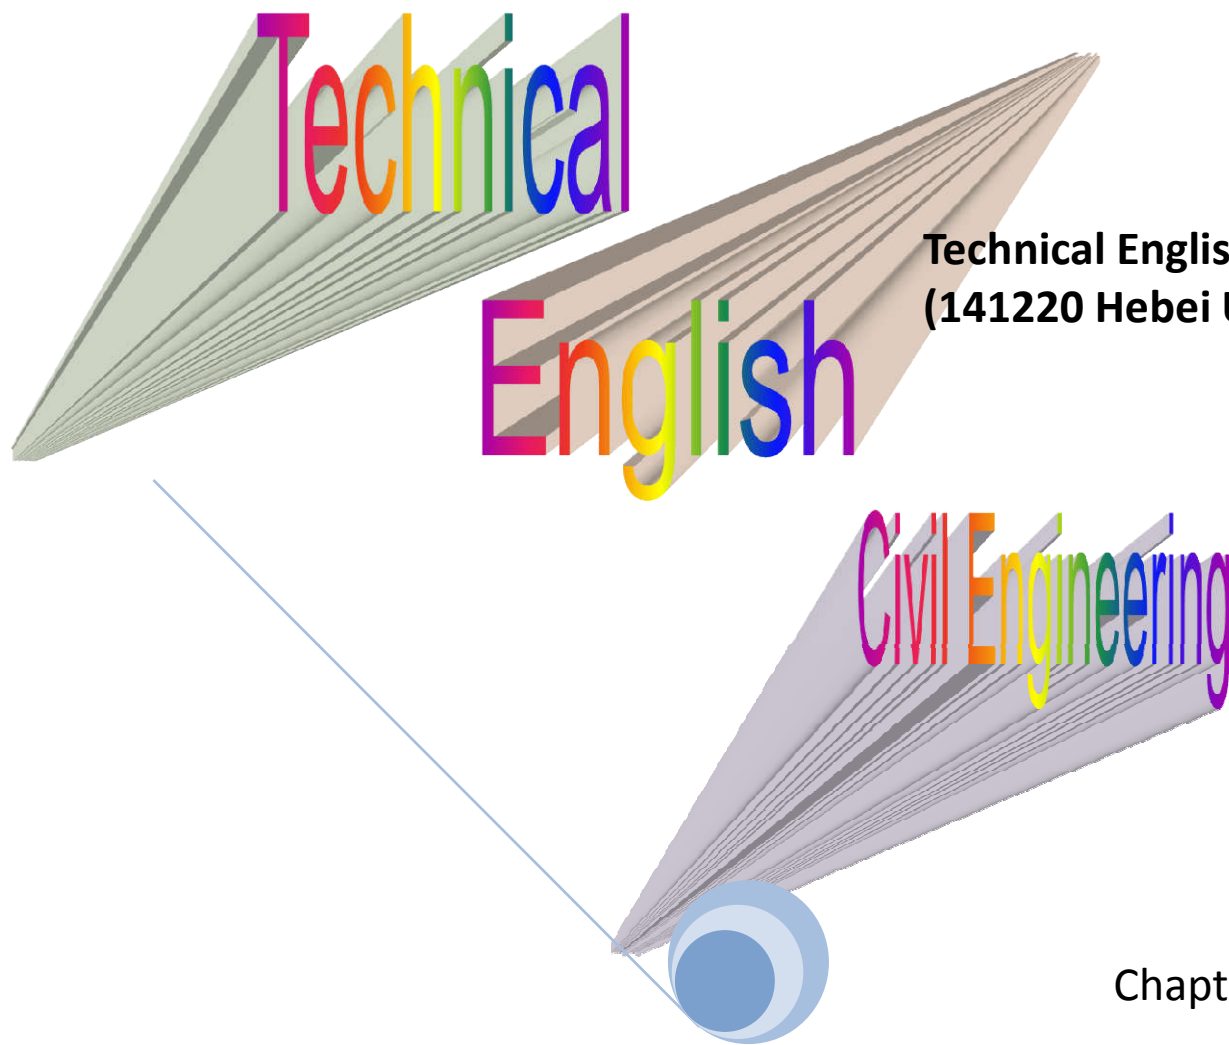 Technical
English
Technical Englis
(141220 Hebei
Civil Engineering
Chapt